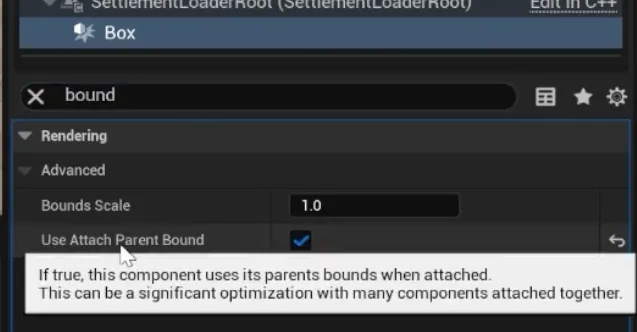 SettlementLoaderRoot (SettlementLoaderRoot) Edit in C++
Box
bound
Rendering
Advanced
Bounds Scale 1.0
Use Attach Parent Bound
If true, this component uses its parents bounds when attached.
This can be a significant optimization with many components attached together.